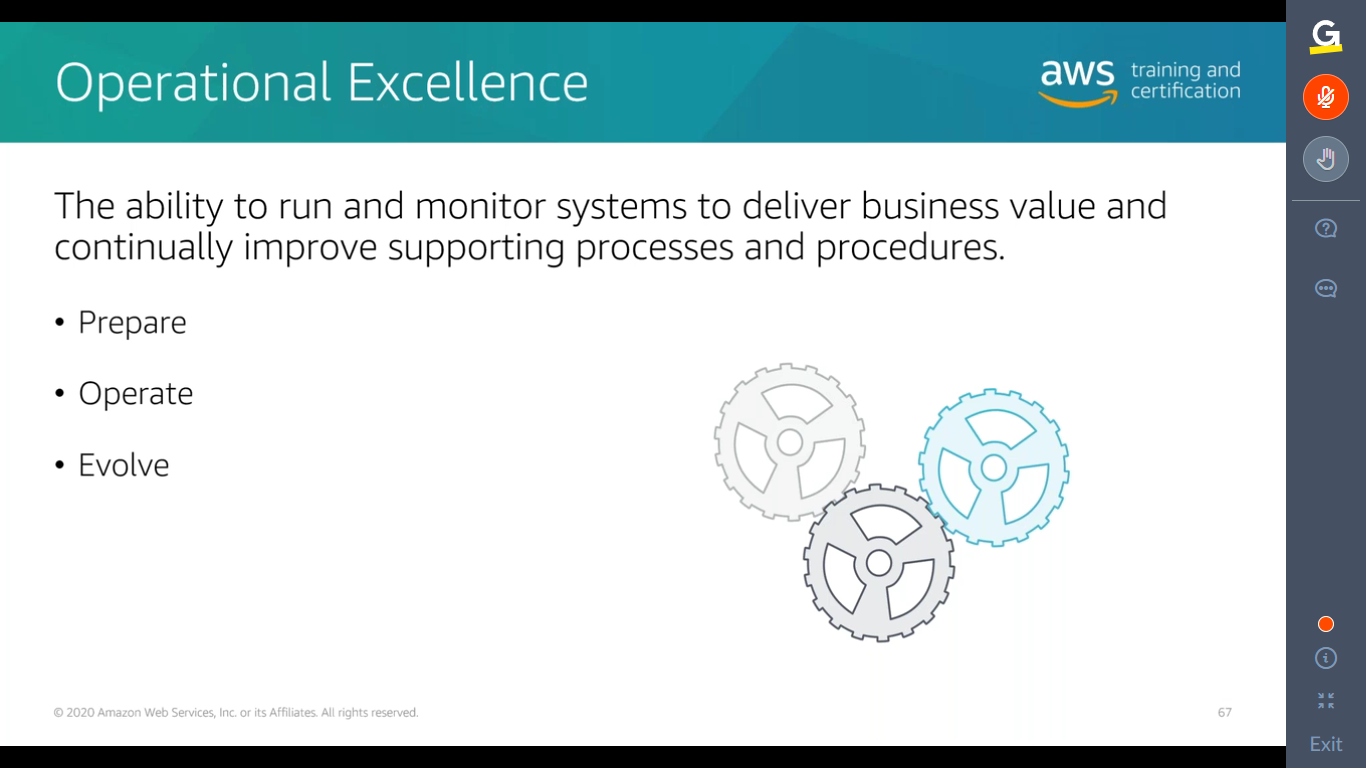 Operational Excellence
aws training and
certification
The ability to run and monitor systems to deliver business value and
continually improve supporting processes and procedures.
• Prepare
• Operate
• Evolve
© 2020 Amazon Web Services, Inc. or its Affiliates. All rights reserved.
67
G
Exit